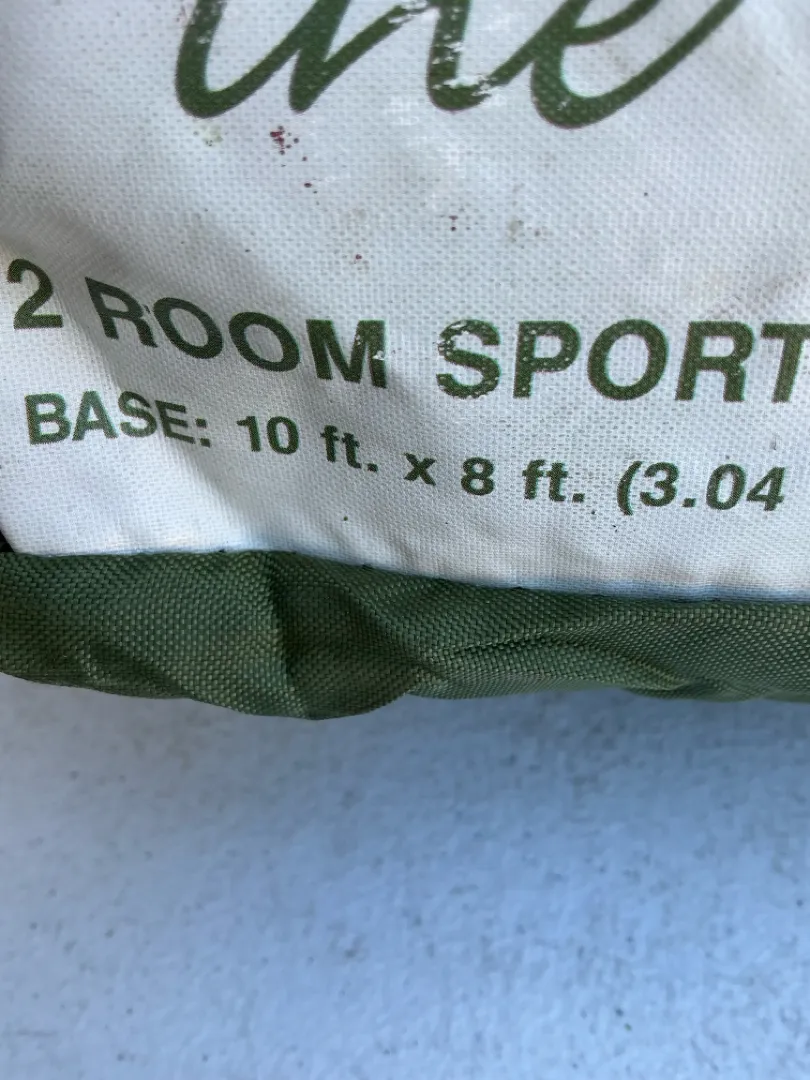 2 ROOM SPORT
BASE: 10 ft. x 8 ft. (3.04